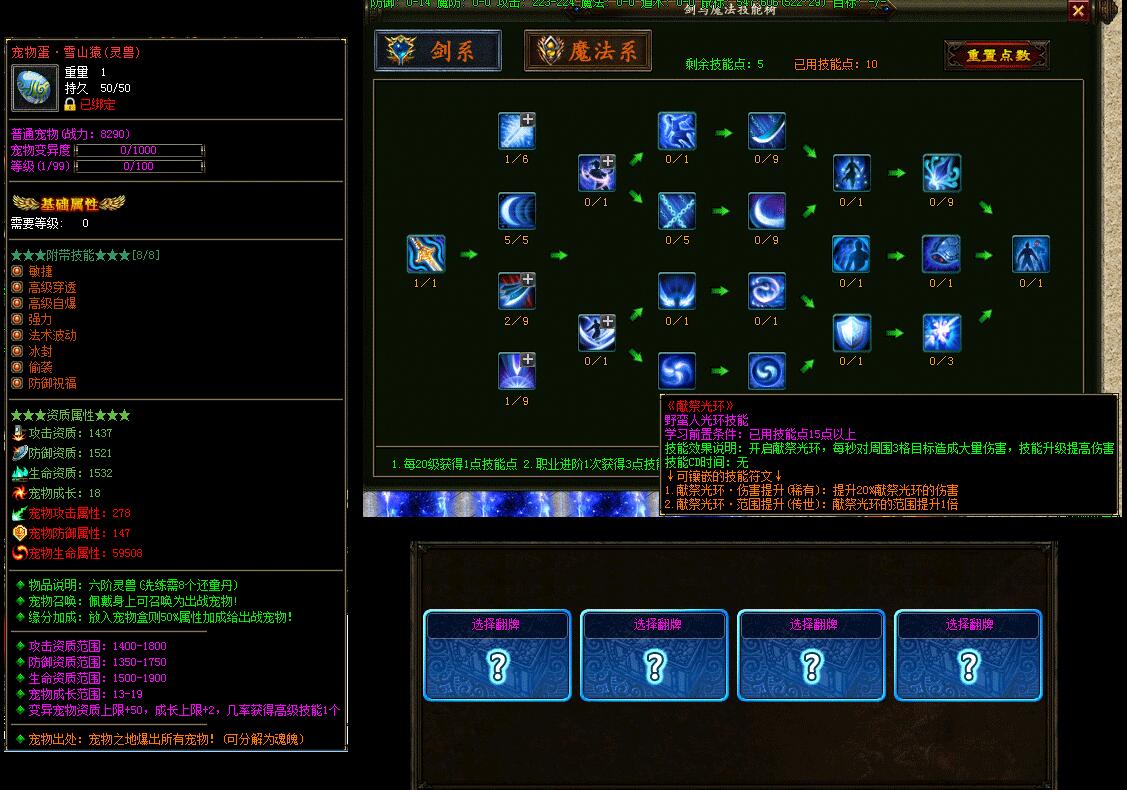 宠物蛋·雪山猿(灵兽)
重量 1
持久 50/50
已绑定
普通宠物(战力: 8290)
宠物变异度 0/1000
等级(1/99) 0/100
基础属性
需要等级: 0
★★★附带技能★★★[8/8]
敏捷
高级穿透
高级自爆
强力
法术波动
冰封
偷袭
防御祝福
★★★资质属性★★★
攻击资质: 1437
防御资质: 1521
生命资质: 1532
宠物成长: 18
宠物攻击属性: 278
宠物防御属性: 147
宠物生命属性: 59508
物品说明: 六阶灵兽(先练需8个还童丹)
宠物召唤: 佩戴身上可召唤为出战宠物!
缘分加成: 放入宠物盒则50%属性加成给出战宠物!
攻击资质范围: 1400-1800
防御资质范围: 1350-1750
生命资质范围: 1500-1900
宠物成长范围: 13-19
变异宠物资质上限+50, 成长上限+2, 几率获得高级技能1个
宠物出处: 宠物之地爆出所有宠物! (可分解为魂魄)
剑与魔法技能树
剑系
魔法系
剩余技能点: 5
已用技能点: 10
重置点数
1/6
0/1
0/9
0/1
0/1
0/9
5/5
0/5
0/9
1/1
0/1
0/1
0/1
2/9
0/1
0/1
0/1
0/1
0/3
1/9
1.每20级获得1点技能点 2.职业进阶1次获得3点技
《献祭光环》
野蛮人光环技能
学习前置条件: 已用技能点15点以上
技能效果说明: 开启献祭光环, 每秒对周围3格目标造成大量伤害, 技能升级提高伤害
技能CD时间: 无
↓可镶嵌的技能符文↓
1.献祭光环·伤害提升(稀有): 提升20%献祭光环的伤害
2.献祭光环·范围提升(传世): 献祭光环的范围提升1倍
选择翻牌
选择翻牌
选择翻牌
选择翻牌
?
?
?
?